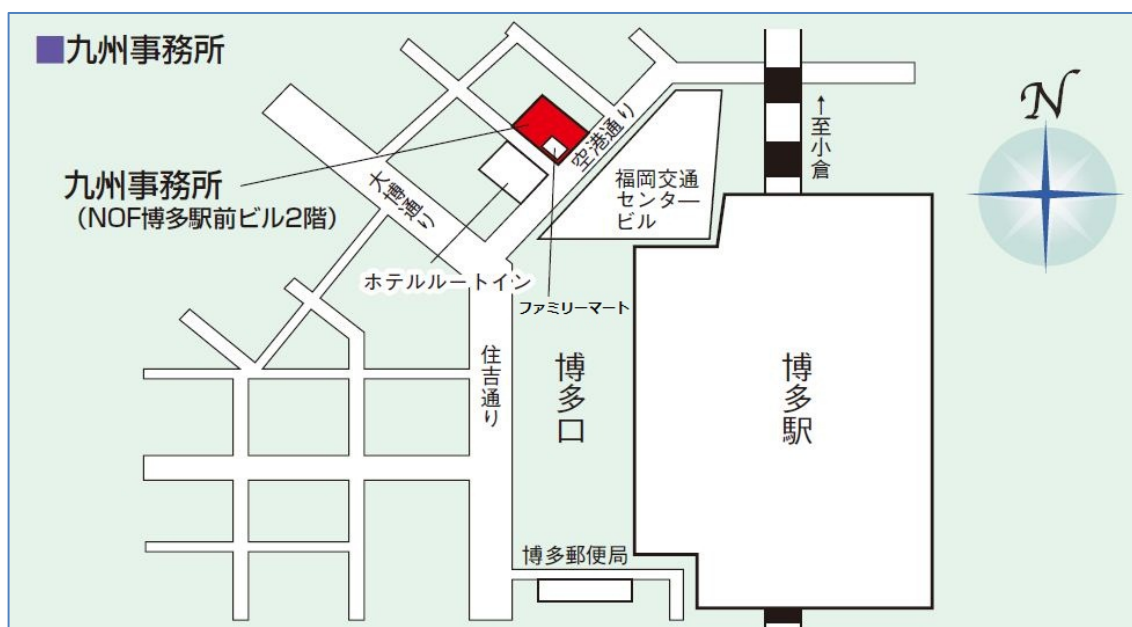 ■九州事務所
N
↑至小倉
空港通り
九州事務所
(NOF博多駅前ビル2階)
大博通り
福岡交通
センター
ビル
ホテルルートイン
ファミリーマート
住吉通り
博多口
博多駅
博多郵便局